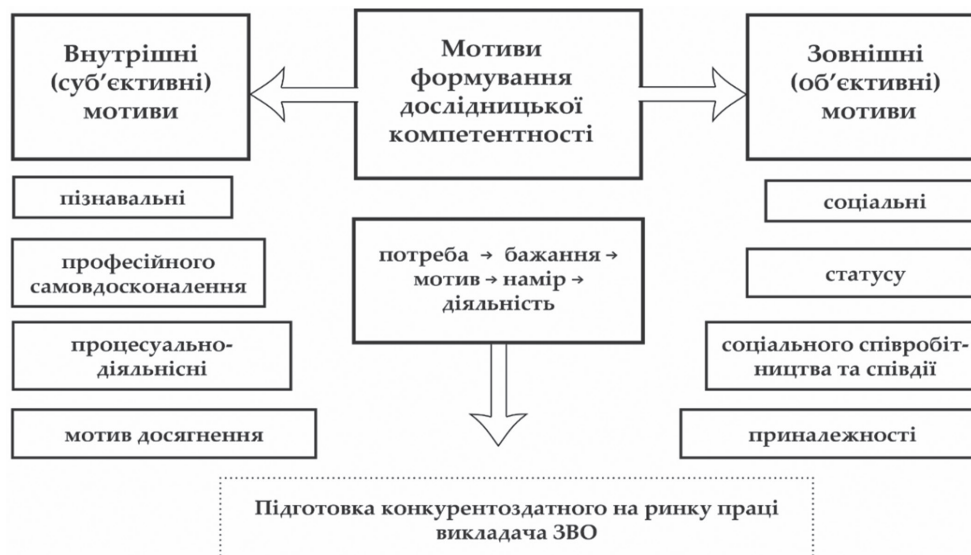 Внутрішні
(суб’єктивні)
мотиви
Мотиви
формування
дослідницької
компетентності
Зовнішні
(об’єктивні)
мотиви
пізнавальні
професійного
самовдосконалення
процесуально-
діяльнісні
мотив досягнення
потреба → бажання →
мотив → намір →
діяльність
соціальні
статусу
соціального співробіт-
ництва та співдії
приналежності
Підготовка конкурентоздатного на ринку праці
викладача ЗВО